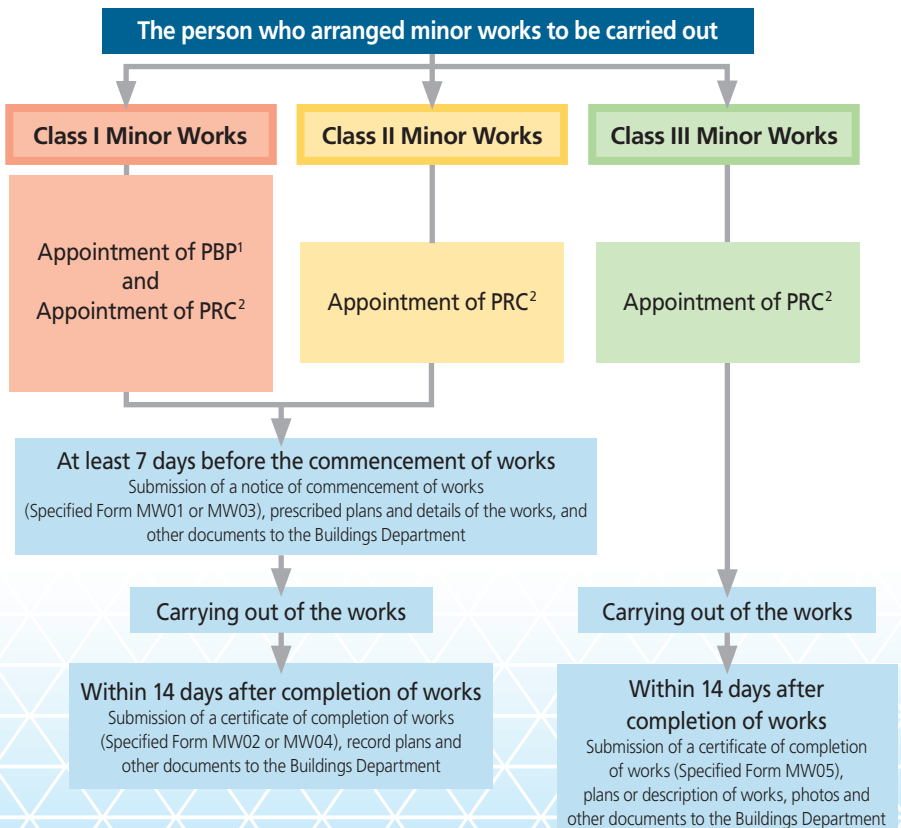 The person who arranged minor works to be carried out
Class I Minor Works
Class II Minor Works
Class III Minor Works
Appointment of PBP¹
and
Appointment of PRC²
Appointment of PRC²
Appointment of PRC²
At least 7 days before the commencement of works
Submission of a notice of commencement of works
(Specified Form MW01 or MW03), prescribed plans and details of the works, and
other documents to the Buildings Department
Carrying out of the works
Carrying out of the works
Within 14 days after completion of works
Submission of a certificate of completion of works
(Specified Form MW02 or MW04), record plans and
other documents to the Buildings Department
Within 14 days after
completion of works
Submission of a certificate of completion
of works (Specified Form MW05),
plans or description of works, photos and
other documents to the Buildings Department